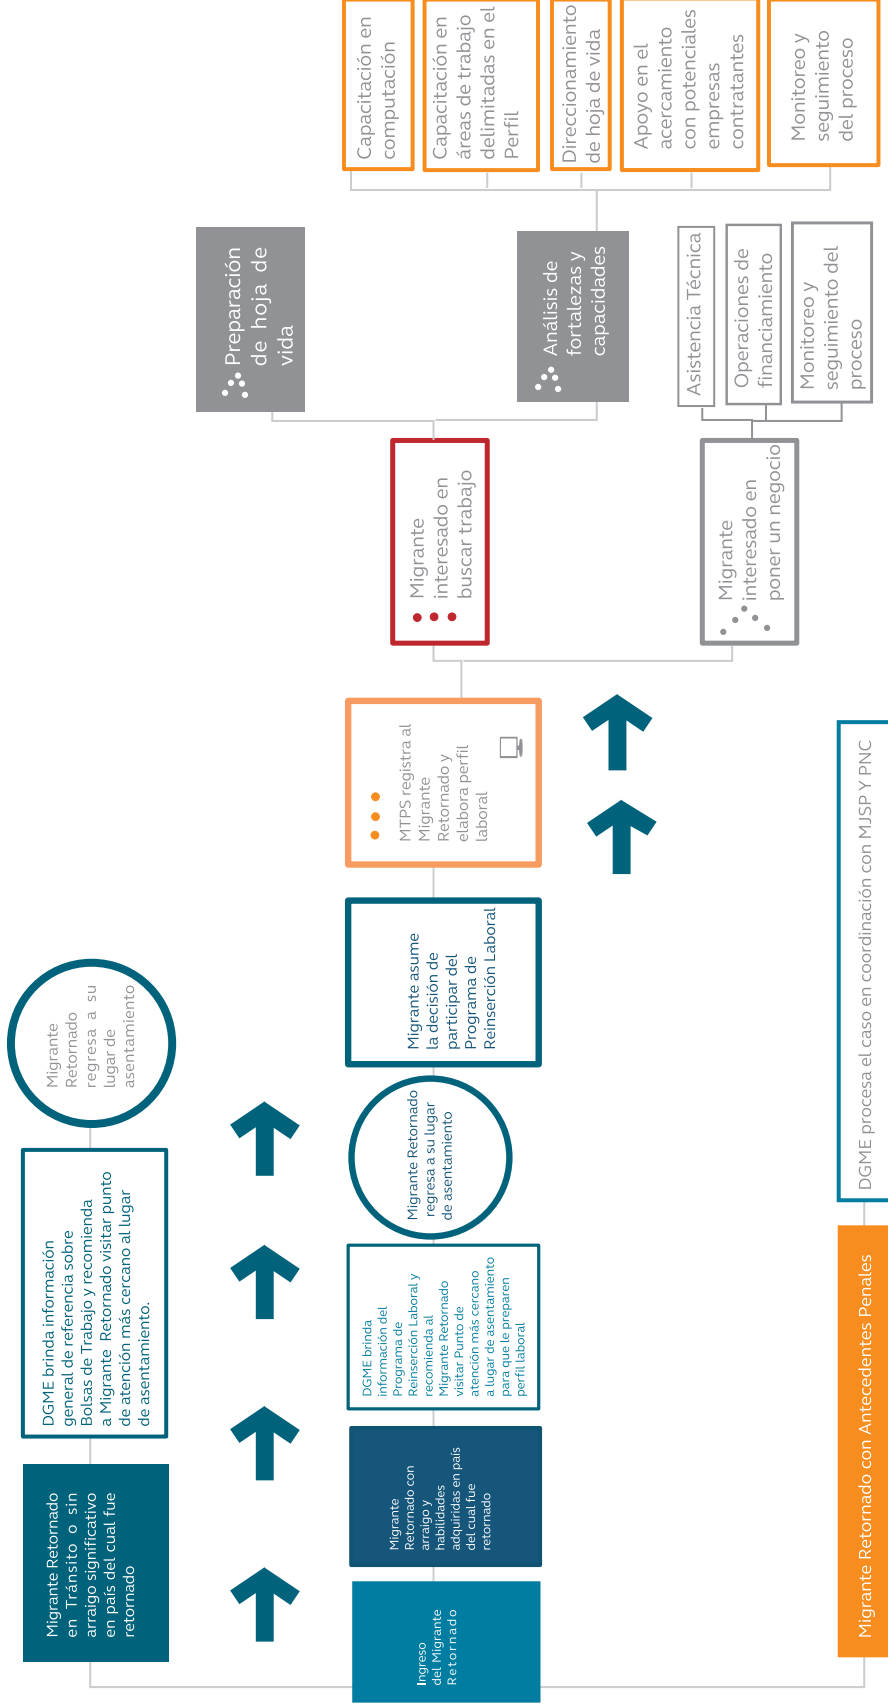 Migrante Retornado
en Tránsito o sin
arraigo significativo
en país del cual fue
retornado
DGME brinda información
general de referencia sobre
Bolsas de Trabajo y recomienda
a Migrante Retornado visitar punto
de atención más cercano al lugar
de asentamiento.
Migrante
Retornado
regresa a su
lugar de
asentamiento
Ingreso
del Migrante
Retornado
Migrante
Retornado con
arraigo y
habilidades
adquiridas en país
del cual fue
retornado
DGME brinda
información del
Programa de
Reinserción Laboral y
recomienda al
Migrante Retornado
visitar Punto de
atención más cercano
a lugar de asentamiento
para que le preparen
perfil laboral
Migrante Retornado
regresa a su lugar
de asentamiento
Migrante asume
la decisión de
participar del
Programa de
Reinserción Laboral
MTPS registra al
Migrante
Retornado y
elabora perfil
laboral
Migrante
interesado en
buscar trabajo
Preparación
de hoja de
vida
Análisis de
fortalezas y
capacidades
Capacitación en
computación
Capacitación en
áreas de trabajo
delimitadas en el
Perfil
Direccionamiento
de hoja de vida
Apoyo en el
acercamiento
con potenciales
empresas
contratantes
Monitoreo y
seguimiento
del proceso
Migrante
interesado en
poner un negocio
Asistencia Técnica
Operaciones de
financiamiento
Monitoreo y
seguimiento del
proceso
Migrante Retornado con Antecedentes Penales
DGME procesa el caso en coordinación con MJSP Y PNC